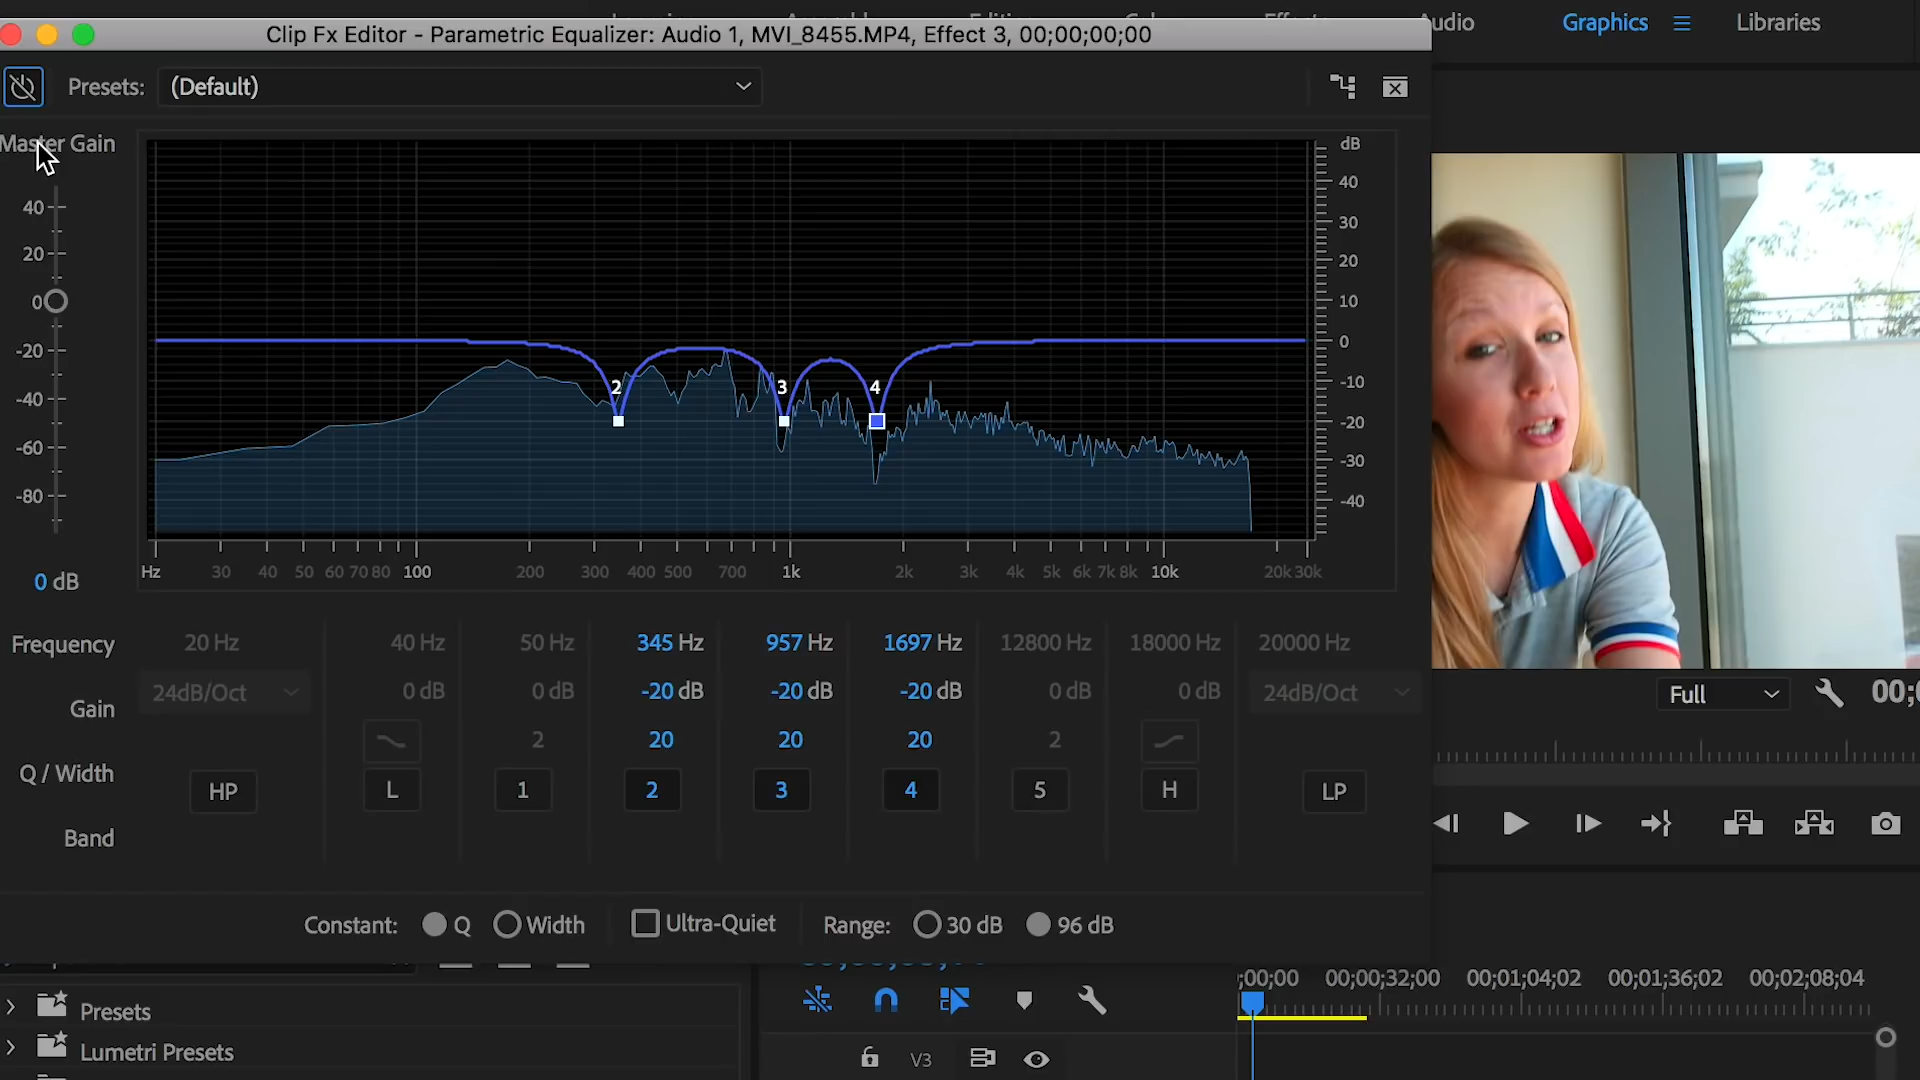 Audio Graphics Libraries
Clip Fx Editor - Parametric Equalizer: Audio 1, MVI_8455.MP4, Effect 3, 00;00;00;00
Presets: (Default)
Master Gain
dB
40
20
0
-20
-40
-60
-80
0 dB
40
30
20
10
0
-10
-20
-30
-40
2 3 4
Hz 30 40 50 60 70 80 100 200 300 400 500 700 1k 2k 3k 4k 5k 6k 7k 8k 10k 20k 30k
Frequency 20 Hz 40 Hz 50 Hz 345 Hz 957 Hz 1697 Hz 12800 Hz 18000 Hz 20000 Hz
Gain 24dB/Oct 0 dB 0 dB -20 dB -20 dB -20 dB 0 dB 0 dB 24dB/Oct
Q / Width 2 20 20 20 2
Band HP L 1 2 3 4 5 H LP
Full
Constant: Q Width Ultra-Quiet Range: 30 dB 96 dB
;00;00 00;00;32;00 00;01;04;02 00;01;36;02 00;02;08;04
Presets
Lumetri Presets
V3